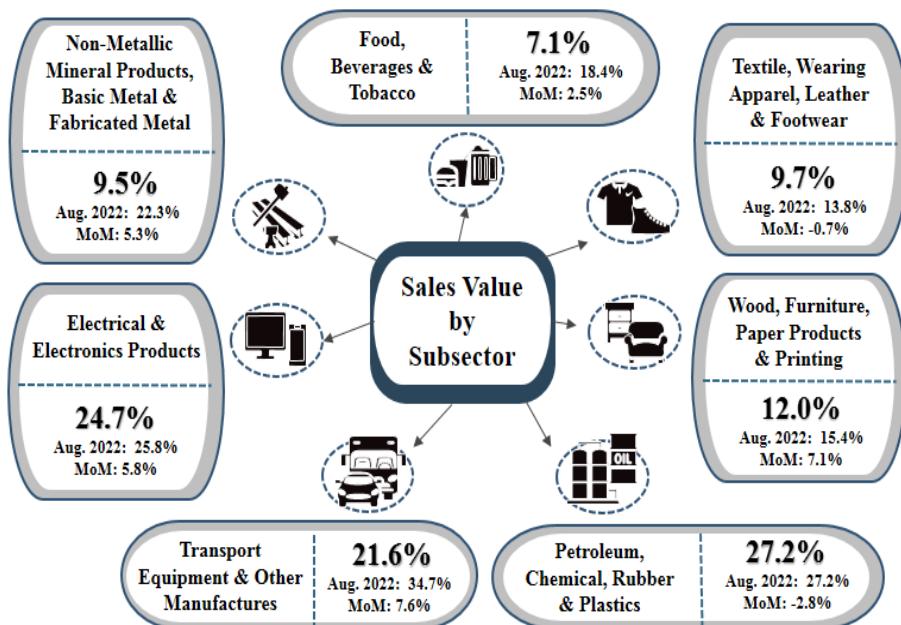 Non-Metallic
Mineral Products,
Basic Metal &
Fabricated Metal
9.5%
Aug. 2022: 22.3%
MoM: 5.3%
Food,
Beverages &
Tobacco
7.1%
Aug. 2022: 18.4%
MoM: 2.5%
Textile, Wearing
Apparel, Leather
& Footwear
9.7%
Aug. 2022: 13.8%
MoM: -0.7%
Sales Value
by
Subsector
Electrical &
Electronics Products
24.7%
Aug. 2022: 25.8%
MoM: 5.8%
Wood, Furniture,
Paper Products
& Printing
12.0%
Aug. 2022: 15.4%
MoM: 7.1%
OIL
Transport
Equipment & Other
Manufactures
21.6%
Aug. 2022: 34.7%
MoM: 7.6%
Petroleum,
Chemical, Rubber
& Plastics
27.2%
Aug. 2022: 27.2%
MoM: -2.8%